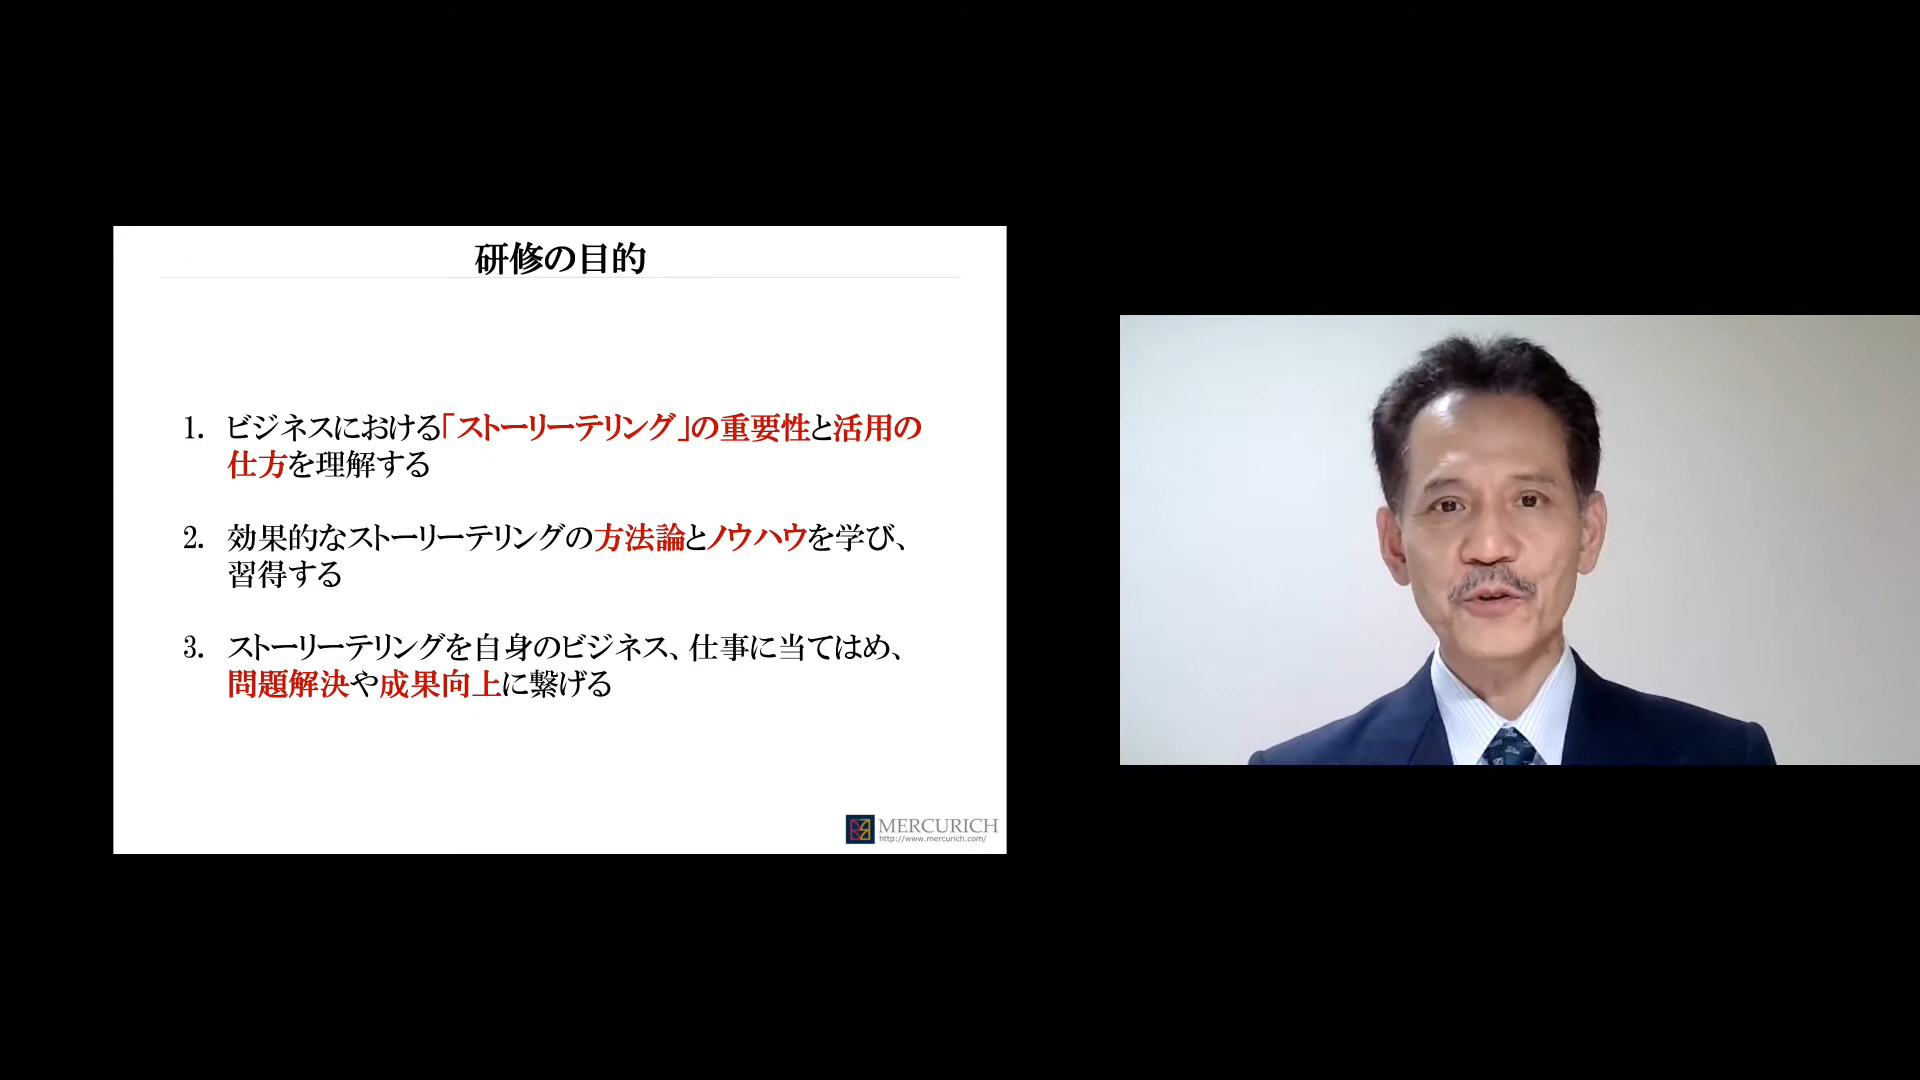 研修の目的
1. ビジネスにおける「ストーリーテリング」の重要性と活用の
仕方を理解する
2. 効果的なストーリーテリングの方法論とノウハウを学び、
習得する
3. ストーリーテリングを自身のビジネス、仕事に当てはめ、
問題解決や成果向上に繋げる
MERCURICH
http://www.mercurich.com/